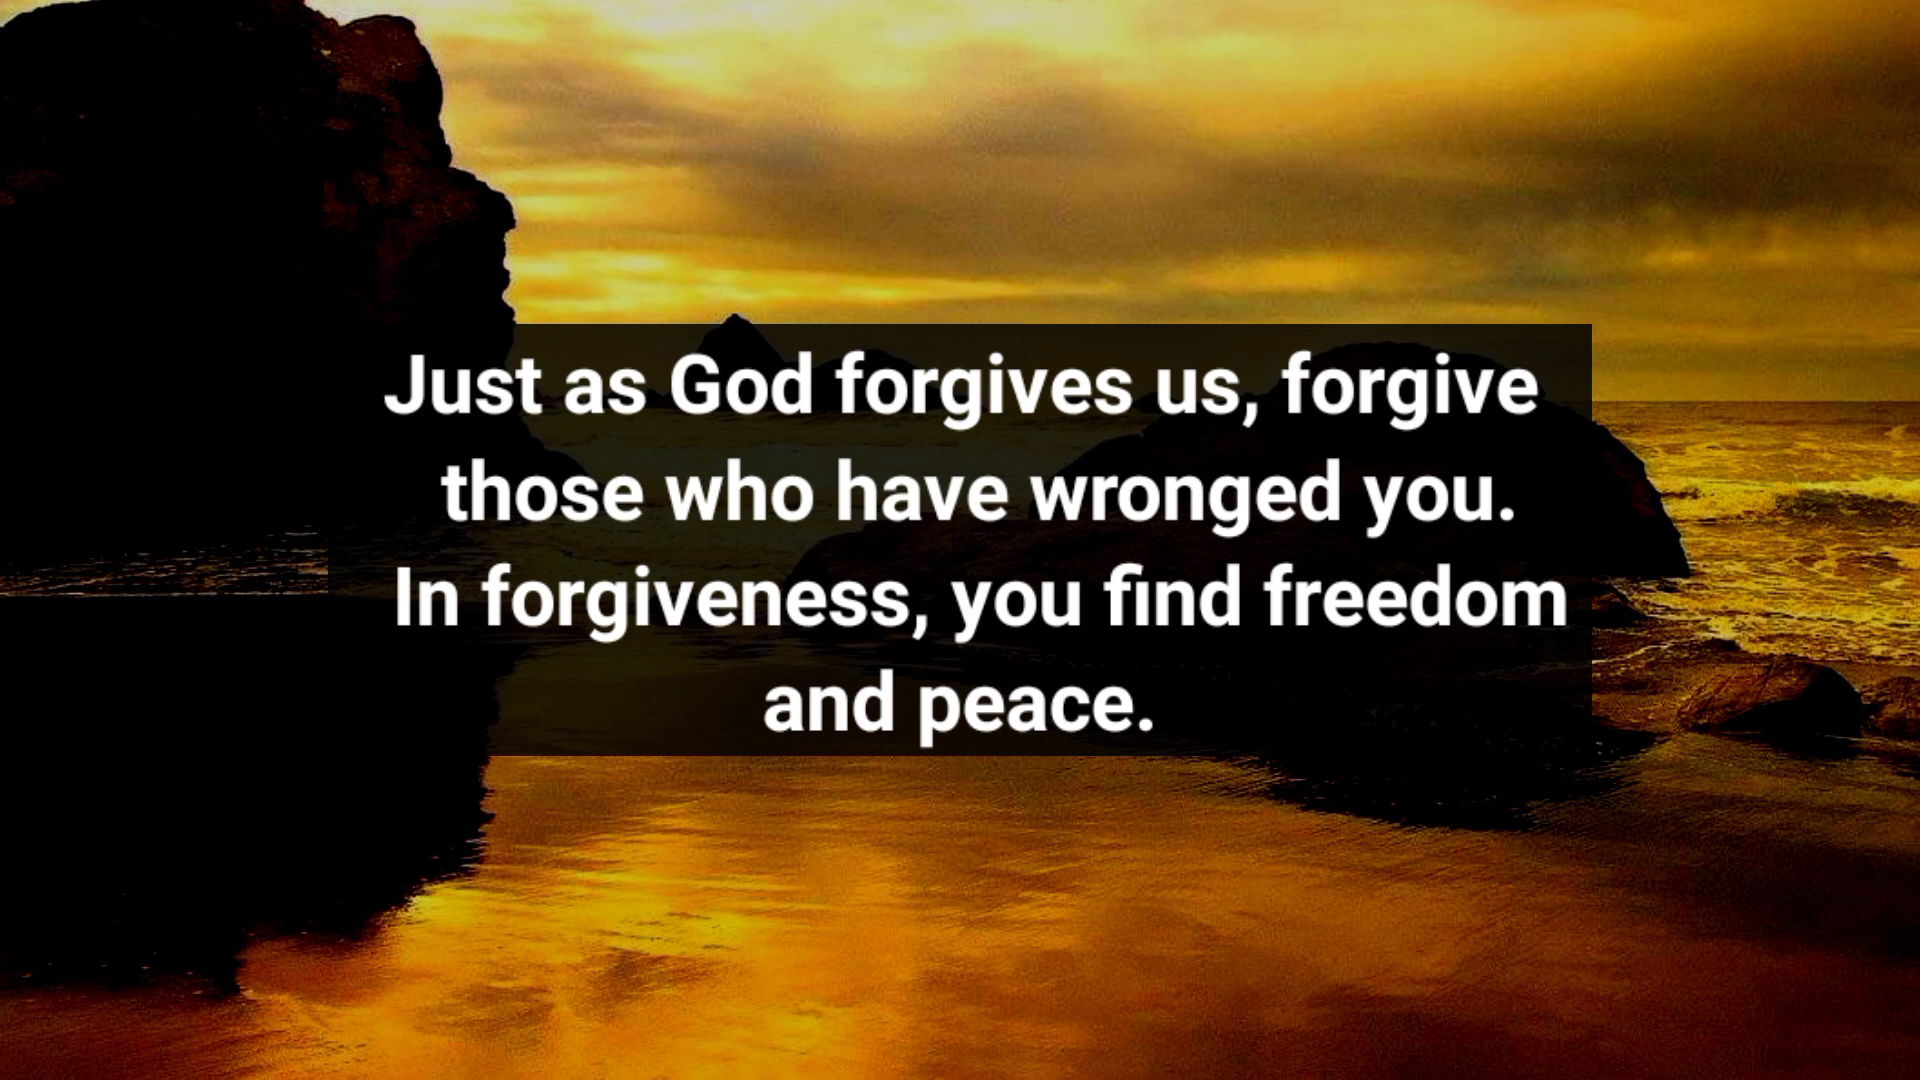 Just as God forgives us, forgive
those who have wronged you.
In forgiveness, you find freedom
and peace.